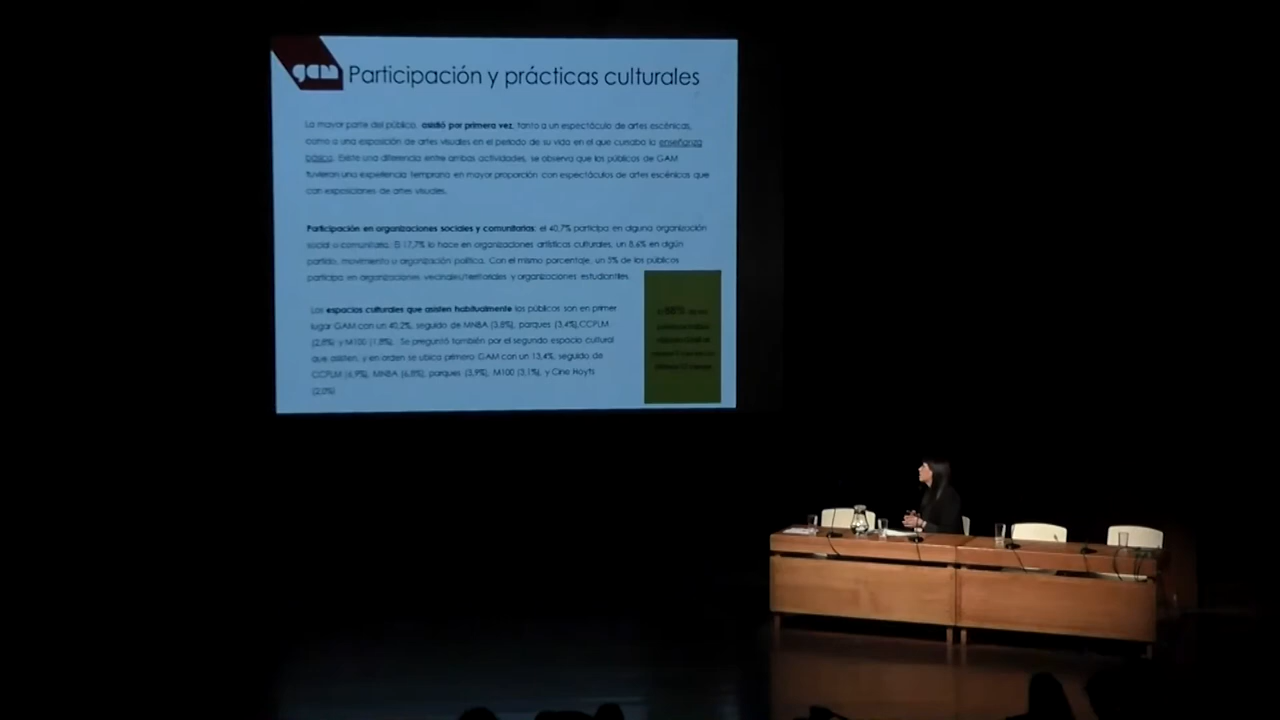 gam
Participación y prácticas culturales
La mayor parte del público, asistió por primera vez, tanto a un espectáculo de artes escénicas,
como a una exposición de artes visuales en el período de su vida en el que cursaba la enseñanza
básica. Existe una diferencia entre ambas actividades, se observa que los públicos de GAM
tuvieron una experiencia temprana en mayor proporción con espectáculos de artes escénicas que
con exposiciones de artes visuales.
Participación en organizaciones sociales y comunitarias: el 40,7% participa en alguna organización
social o comunitaria. El 17,7% lo hace en organizaciones artísticas culturales, un 8,6% en algún
partido, movimiento u organización política. Con el mismo porcentaje, un 5% de los públicos
participa en organizaciones vecinales/territoriales y organizaciones estudiantiles.
Los espacios culturales que asisten habitualmente los públicos son en primer
lugar GAM con un 40,2%, seguido de MNBA (3,8%), parques (3,4%),CCPLM
(2,8%) y M100 (1,8%). Se preguntó también por el segundo espacio cultural
que asisten, y en orden se ubica primero GAM con un 13,4%, seguido de
CCPLM (6,9%), MNBA (6,8%), parques (3,9%), M100 (3,1%), y Cine Hoyts
(2,0%)